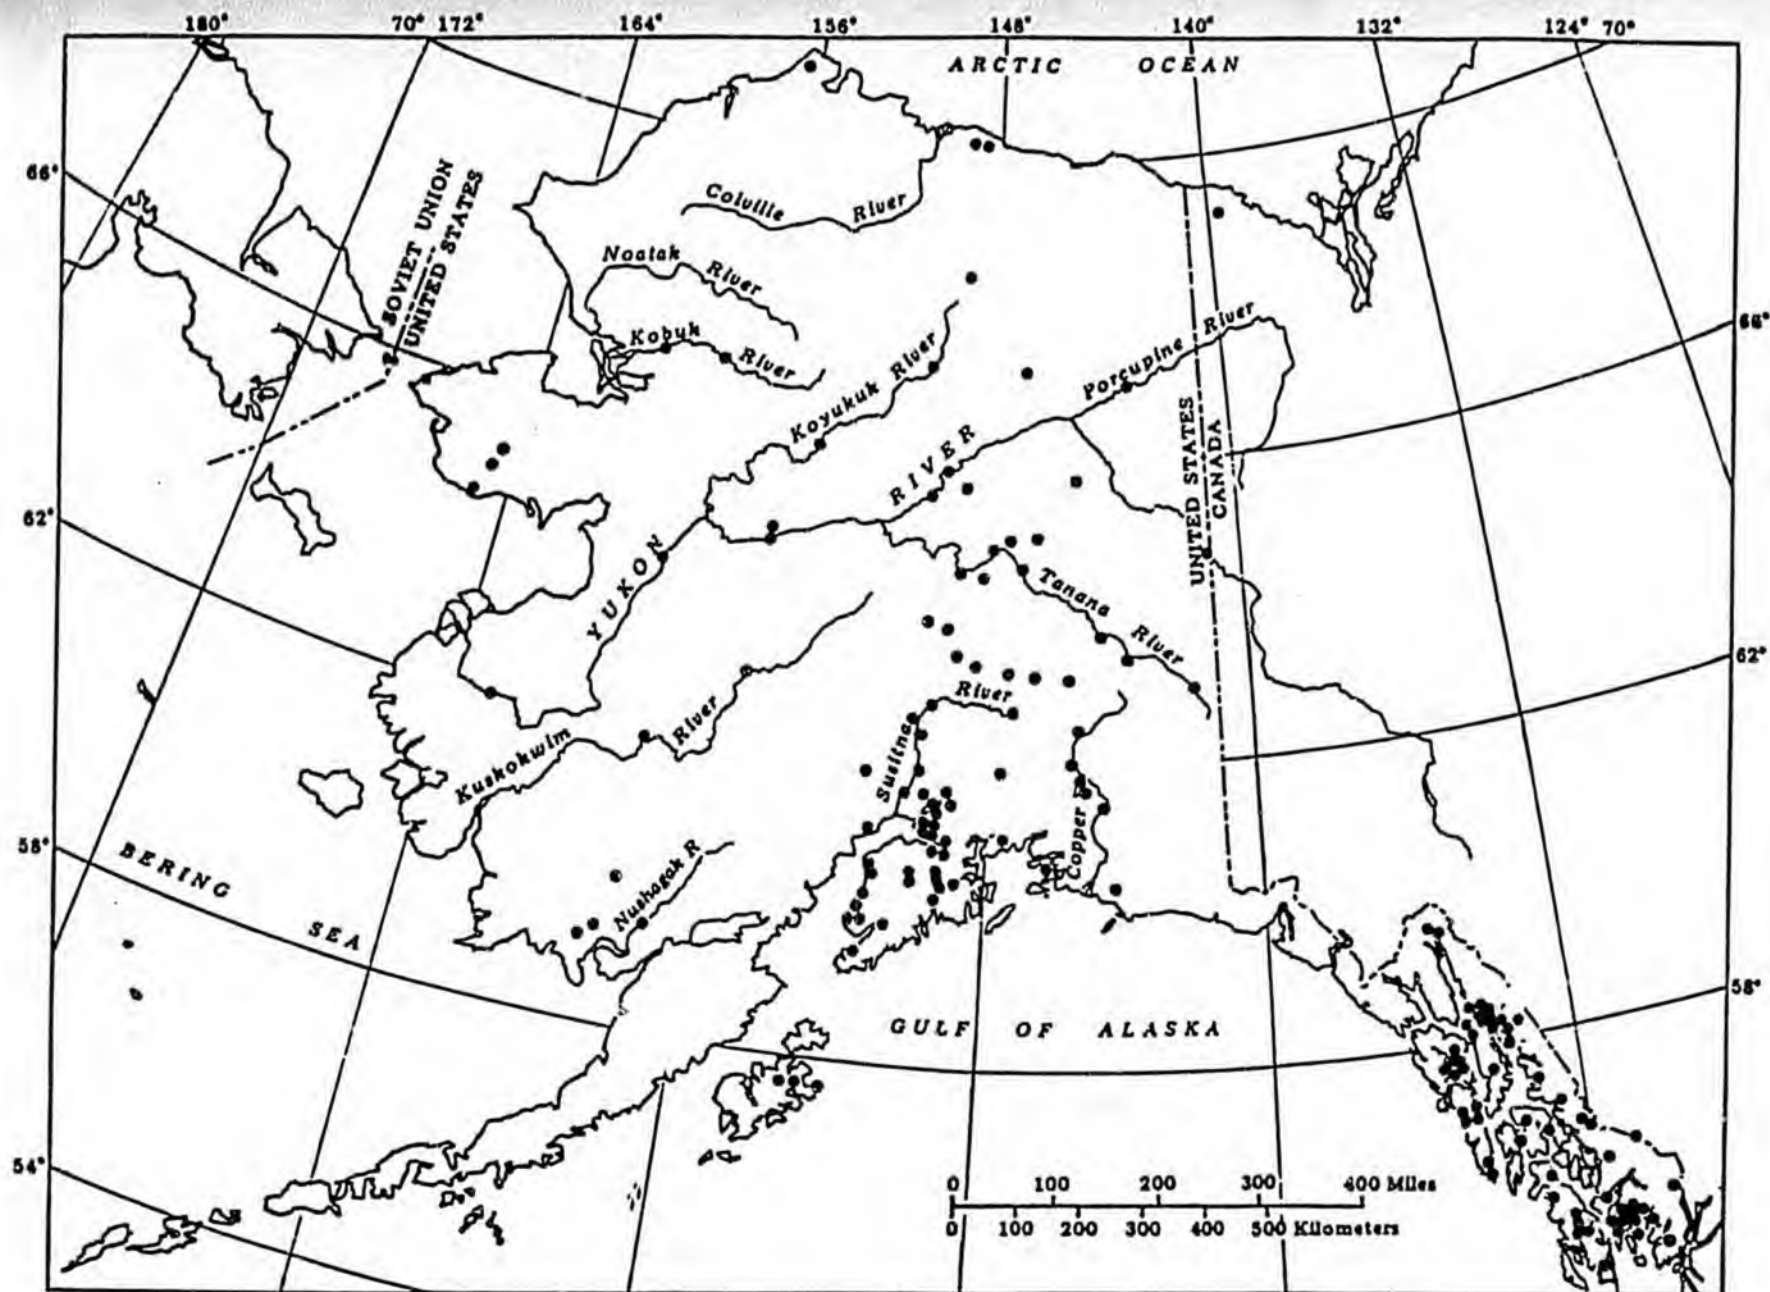 180° 70° 172° 164° 156° 148° 140° 132° 124° 70°
ARCTIC OCEAN
66°
SOVIET UNION
UNITED STATES
Colville River
Noatak River
Kobuk River
Koyukuk River
Porcupine River
66°
UNITED STATES
CANADA
62°
YUKON RIVER
Tanana River
62°
Kuskokwim River
Susitna River
Copper R
58°
BERING SEA
Nushagak R
58°
GULF OF ALASKA
54°
0 100 200 300 400 Miles
0 100 200 300 400 500 Kilometers